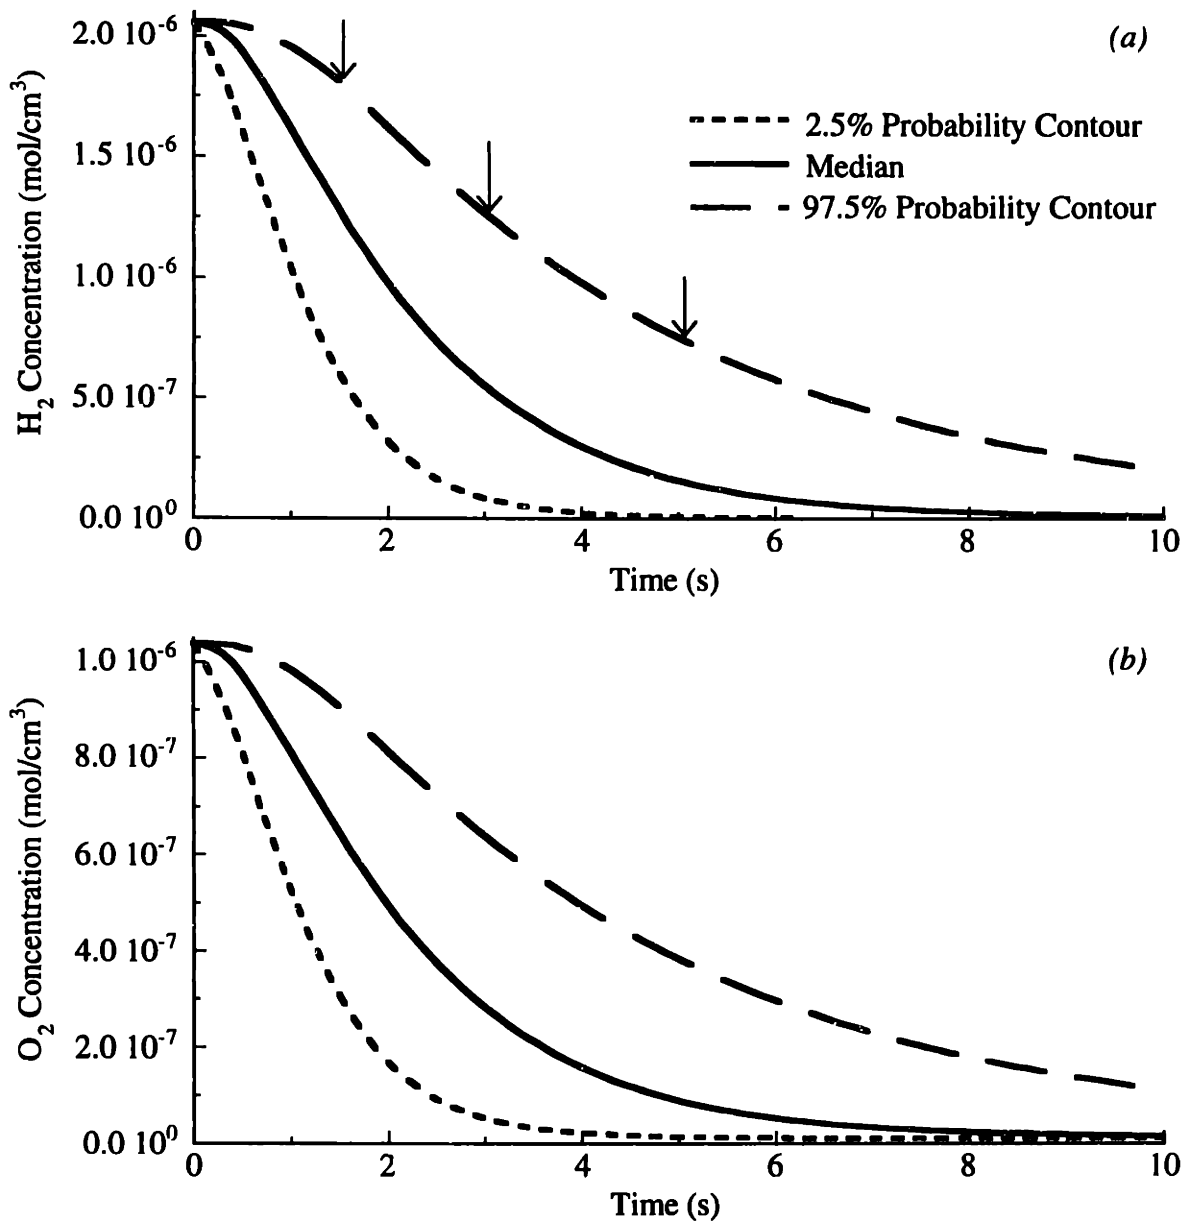 (a)
2.0 10⁻⁶
1.5 10⁻⁶
1.0 10⁻⁶
5.0 10⁻⁷
0.0 10⁰
H₂ Concentration (mol/cm³)
2.5% Probability Contour
Median
97.5% Probability Contour
0 2 4 6 8 10
Time (s)
(b)
1.0 10⁻⁶
8.0 10⁻⁷
6.0 10⁻⁷
4.0 10⁻⁷
2.0 10⁻⁷
0.0 10⁰
O₂ Concentration (mol/cm³)
0 2 4 6 8 10
Time (s)